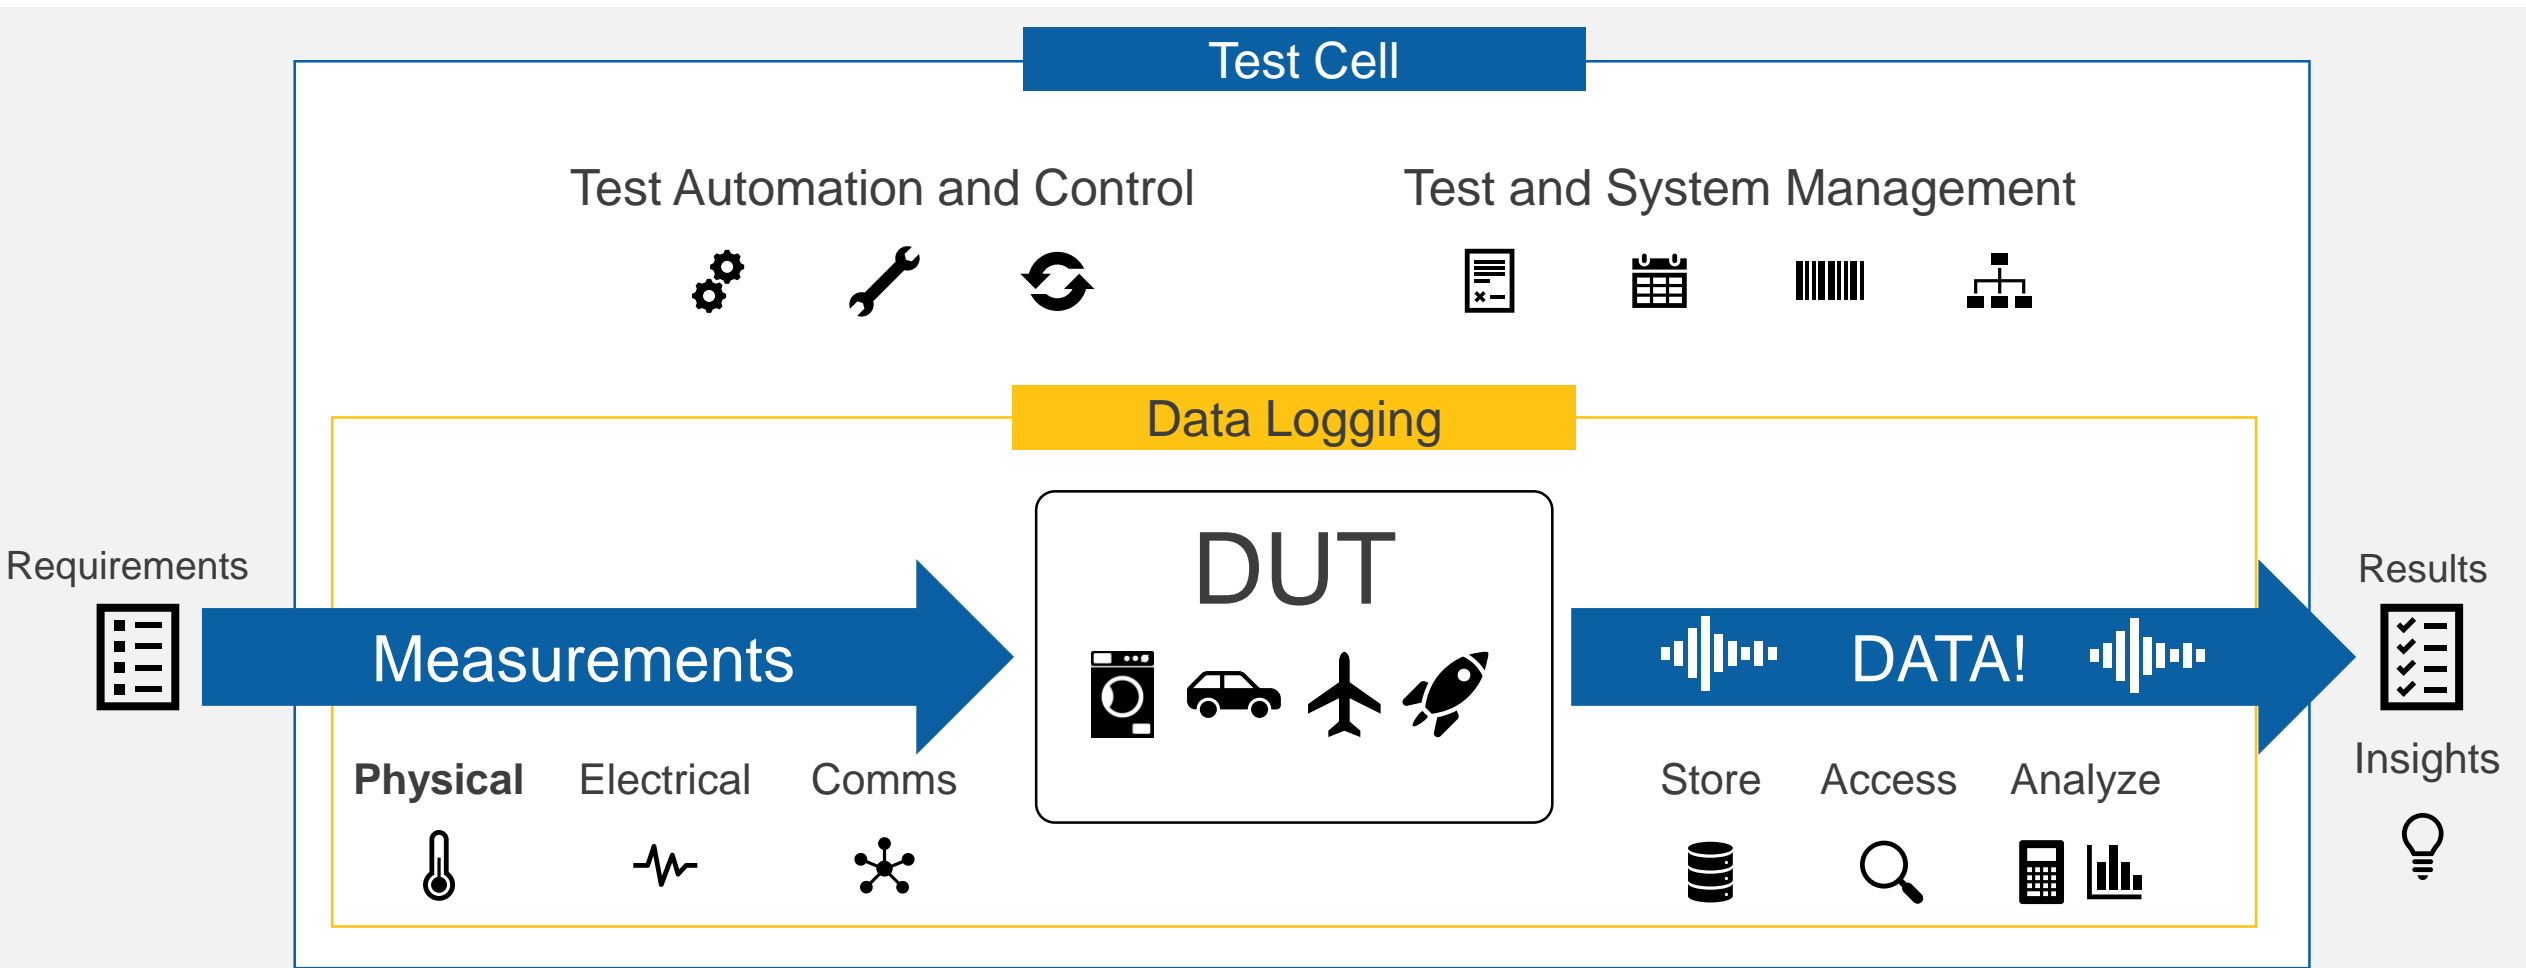 Test Cell
Test Automation and Control
Test and System Management
Data Logging
Requirements
Measurements
DUT
DATA!
Results
Insights
Physical
Electrical
Comms
Store
Access
Analyze